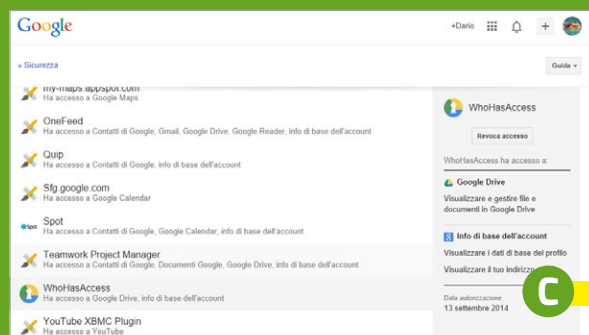 Google
+Dario
« Sicurezza
Guida
my-maps.appspot.com
Ha accesso a Google Maps
OneFeed
Ha accesso a Contatti di Google, Gmail, Google Drive, Google Reader, info di base dell'account
Quip
Ha accesso a Contatti di Google, info di base dell'account
Sfg.google.com
Ha accesso a Google Calendar
Spot
Spot
Ha accesso a Contatti di Google, Google Calendar, info di base dell'account
Teamwork Project Manager
Ha accesso a Contatti di Google, Documenti Google, Google Drive, info di base dell'account
WhoHasAccess
Ha accesso a Google Drive, info di base dell'account
YouTube XBMC Plugin
Ha accesso a YouTube
WhoHasAccess
Revoca accesso
WhoHasAccess ha accesso a:
Google Drive
Visualizzare e gestire file e
documenti in Google Drive
Info di base dell'account
Visualizzare i dati di base del profilo
Visualizzare il tuo indirizzo
Data autorizzazione
13 settembre 2014
C